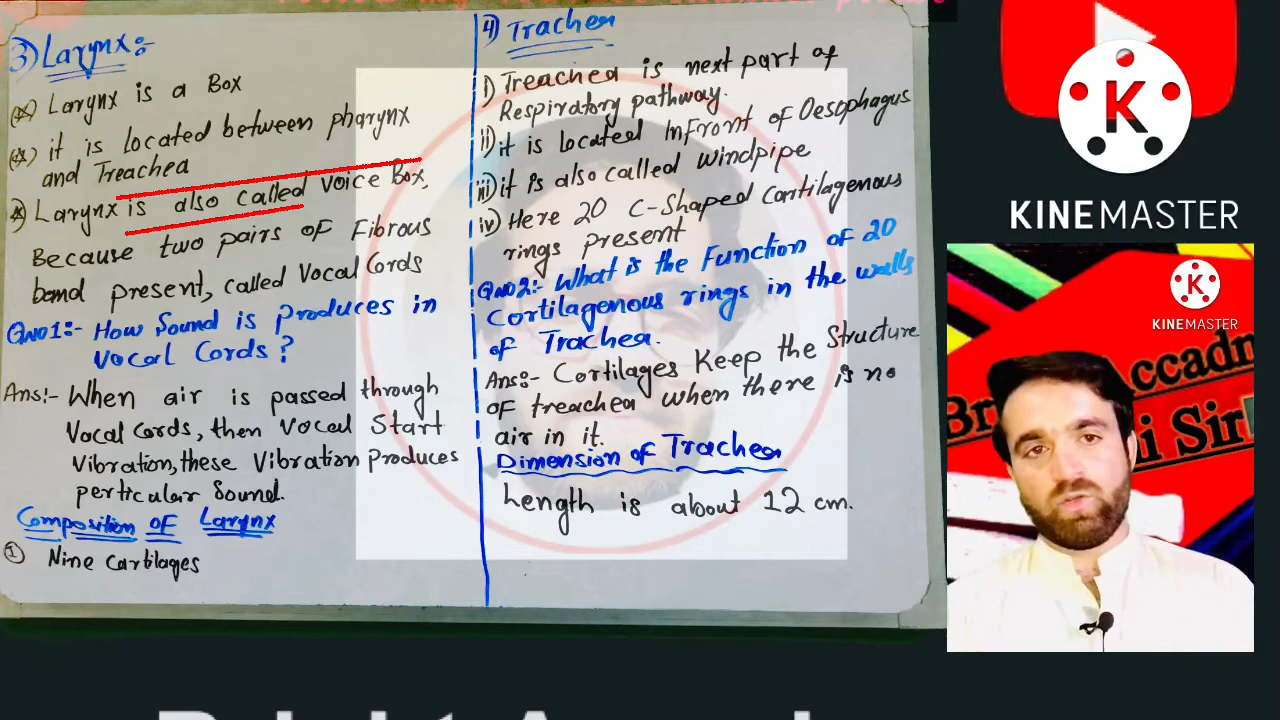 3) Larynx:-
(*) Larynx is a Box
(*) it is located between pharynx
and Treachea
(*) Larynx is also called voice Box,
Because two pairs of Fibrous
band present, called Vocal Cords
QNO1:- How Sound is produces in
Vocal Cords?
Ans:- When air is passed through
Vocal cords, then vocal Start
Vibration, these Vibration produces
perticular Sound.
Composition of Larynx
(1) Nine Cartilages
4) Trachea
i) Treachea is next part of
Respiratory pathway.
ii) it is located Infront of Oesophagus
iii) it is also called windpipe
iv) Here 20 C-Shaped Cartilagenous
rings present
QNO2:- What is the Function of 20
Cortilagenous rings in the walls
of Trachea.
Ans:- Cortilages Keep the Structure
of treachea when there is no
air in it.
Dimension of Trachea
Length is about 12 cm.
K
KINEMASTER
KINEMASTER
Accadm
i Sir